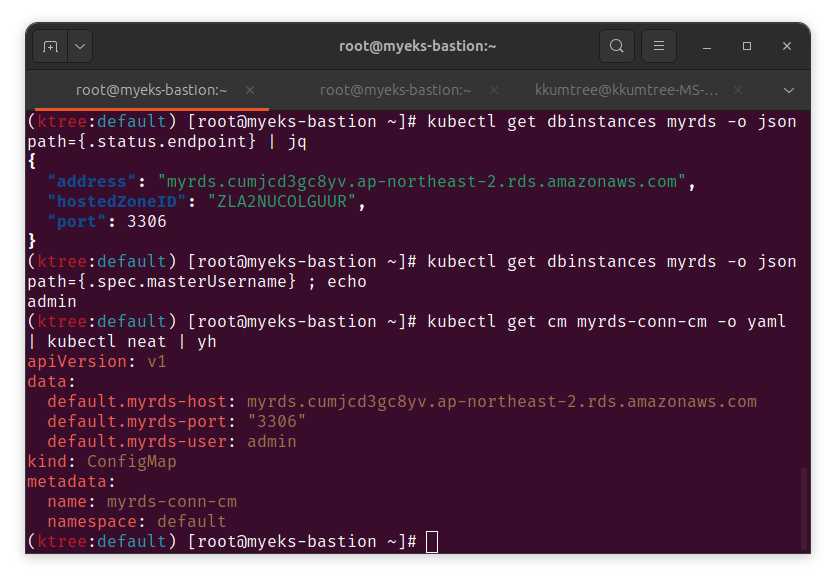 root@myeks-bastion:~
root@myeks-bastion:~ root@myeks-bastion:~ kkumtree@kkumtree-MS-...
(ktree:default) [root@myeks-bastion ~]# kubectl get dbinstances myrds -o json
path={.status.endpoint} | jq
{
  "address": "myrds.cumjcd3gc8yv.ap-northeast-2.rds.amazonaws.com",
  "hostedZoneID": "ZLA2NUCOLGUUR",
  "port": 3306
}
(ktree:default) [root@myeks-bastion ~]# kubectl get dbinstances myrds -o json
path={.spec.masterUsername} ; echo
admin
(ktree:default) [root@myeks-bastion ~]# kubectl get cm myrds-conn-cm -o yaml
| kubectl neat | yh
apiVersion: v1
data:
  default.myrds-host: myrds.cumjcd3gc8yv.ap-northeast-2.rds.amazonaws.com
  default.myrds-port: "3306"
  default.myrds-user: admin
kind: ConfigMap
metadata:
  name: myrds-conn-cm
  namespace: default
(ktree:default) [root@myeks-bastion ~]#